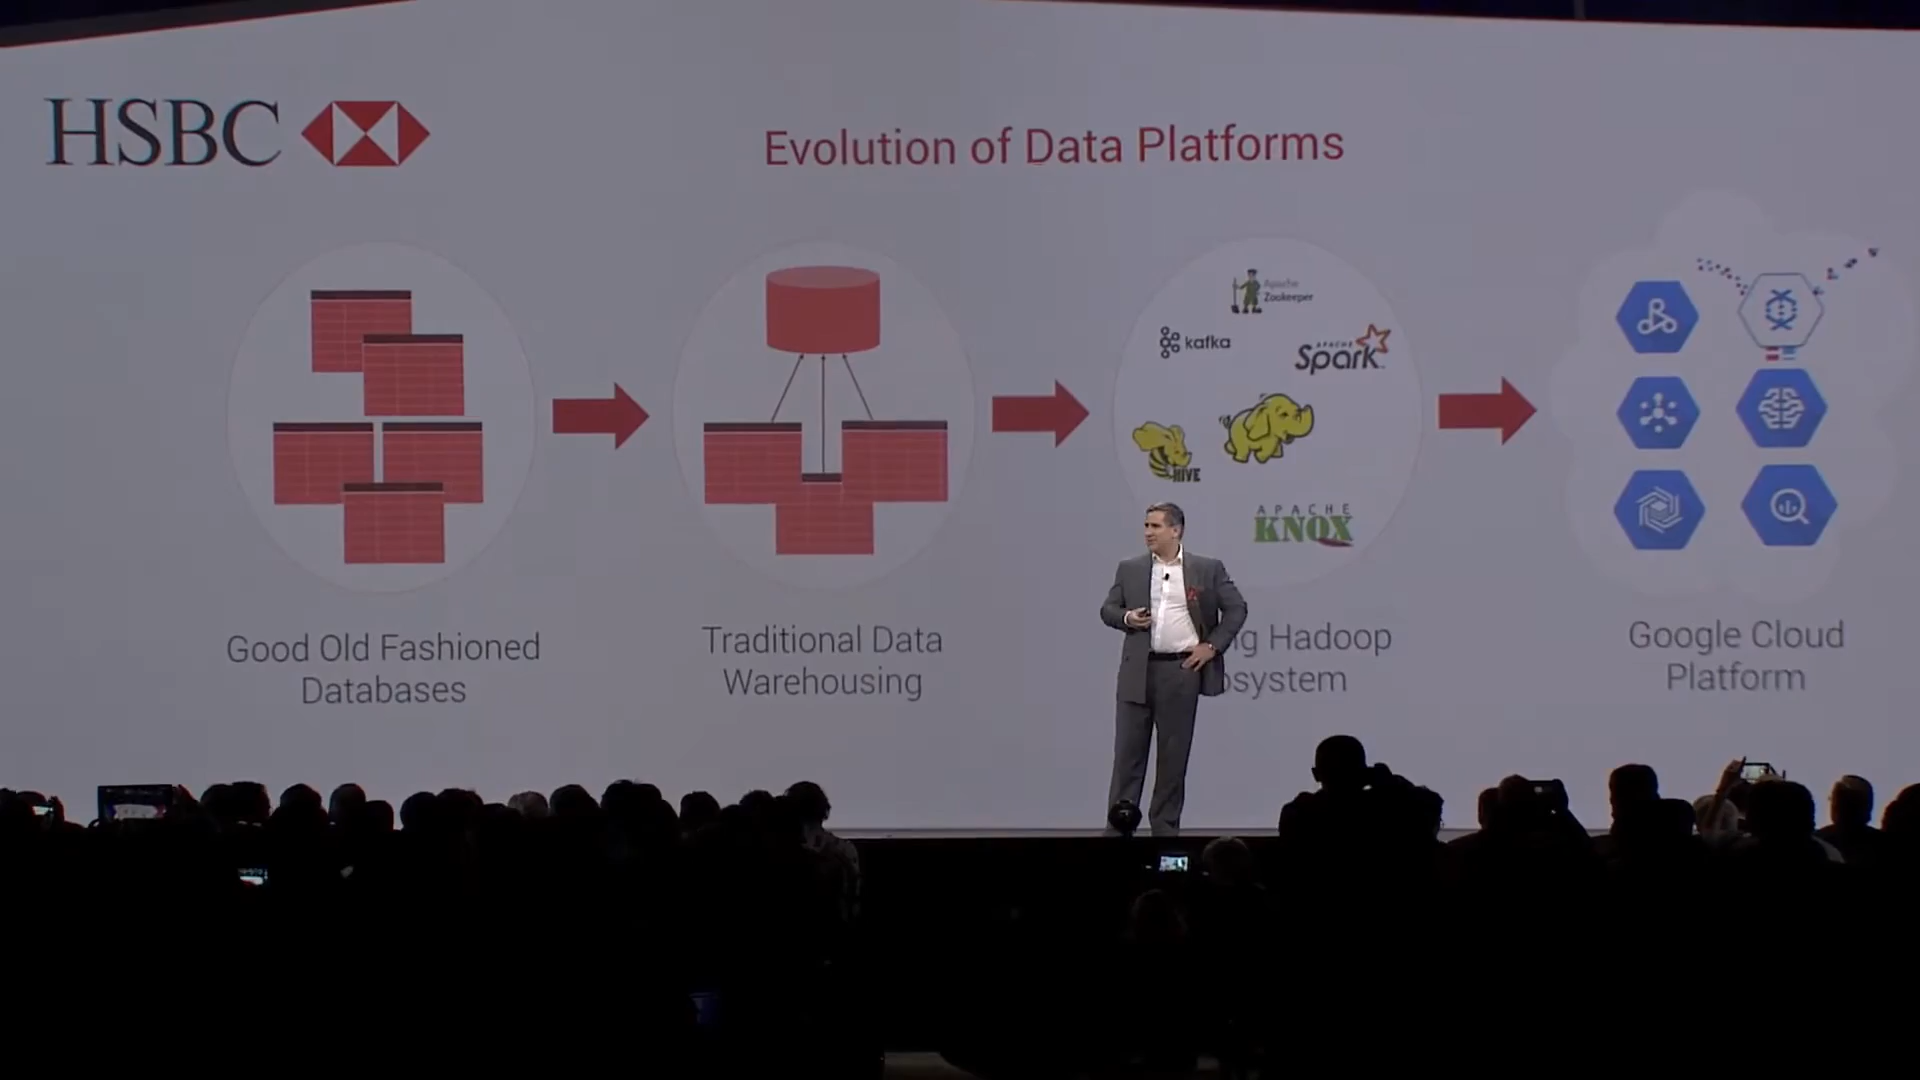 HSBC
Evolution of Data Platforms
Apache
Zookeeper
kafka
APACHE
Spark
HIVE
APACHE
KNOX
Good Old Fashioned
Databases
Traditional Data
Warehousing
Hadoop
Google Cloud
Platform